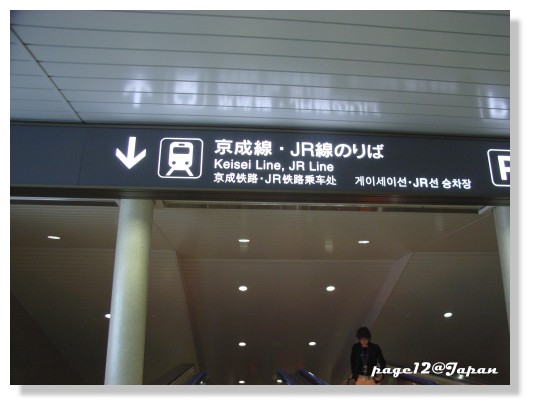 京成線・JR線のりば
Keisei Line, JR Line
京成铁路・JR铁路乘车处 게이세이선・JR선 승차장
P
page12@Japan